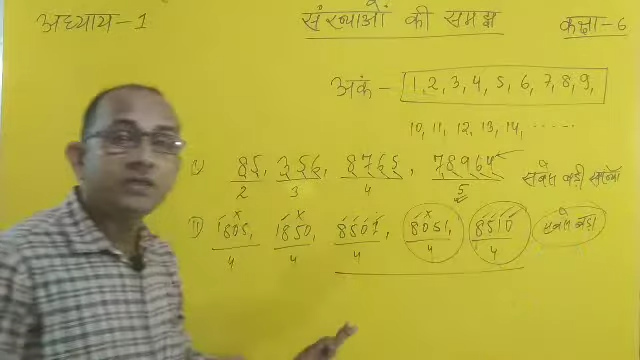 अध्याय-1 संख्याओं की समझ कक्षा-6
अंक- 1, 2, 3, 4, 5, 6, 7, 8, 9,
10, 11, 12, 13, 14, ......
I) 85, 356, 8765, 78964 सबसे बड़ी संख्या
2 3 4 5
II) 1805, 1850, 8501, 8051, 8510 सबसे बड़ा
4 4 4 4 4